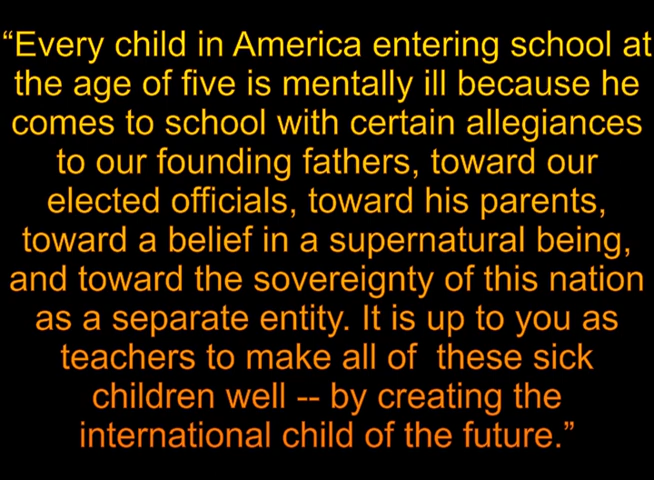 “Every child in America entering school at
the age of five is mentally ill because he
comes to school with certain allegiances
to our founding fathers, toward our
elected officials, toward his parents,
toward a belief in a supernatural being,
and toward the sovereignty of this nation
as a separate entity. It is up to you as
teachers to make all of  these sick
children well -- by creating the
international child of the future.”